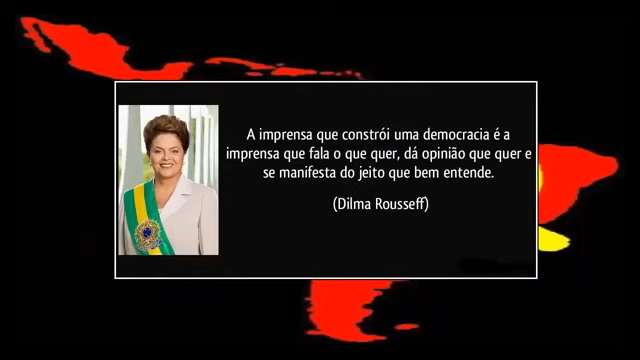 A imprensa que constrói uma democracia é a
imprensa que fala o que quer, dá opinião que quer e
se manifesta do jeito que bem entende.
(Dilma Rousseff)